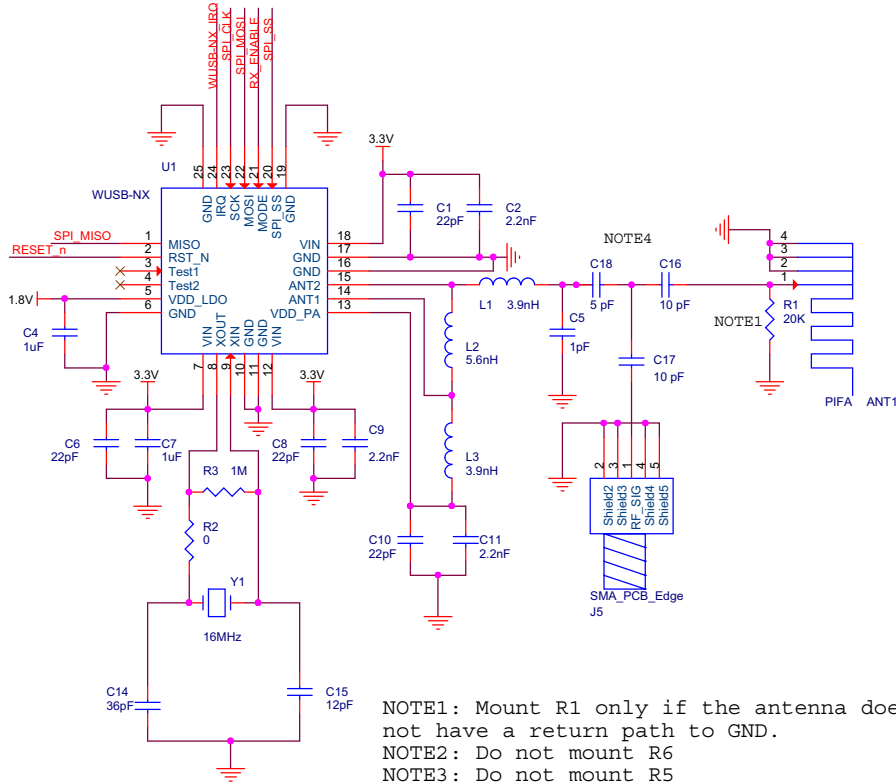 WUSB-NX_IRQ
SPI_CLK
SPI_MOSI
RX_ENABLE
SPI_SS
3.3V
U1
25
24
23
22
21
20
19
WUSB-NX
GND
IRQ
SCK
MOSI
MODE
SPI_SS
GND
C1
22pF
C2
2.2nF
SPI_MISO
RESET_n
1
2
3
4
5
6
MISO
RST_N
Test1
Test2
VDD_LDO
GND
VIN
GND
GND
ANT2
ANT1
VDD_PA
18
17
16
15
14
13
NOTE4
C18
5 pF
C16
10 pF
4
3
2
1
L1 3.9nH
R1
20K
NOTE1
1.8V
C4
1uF
VIN
XOUT
XIN
GND
GND
VIN
7
8
9
10
11
12
C5
1pF
L2
5.6nH
C17
10 pF
PIFA ANT1
3.3V
3.3V
C6
22pF
C7
1uF
C8
22pF
C9
2.2nF
L3
3.9nH
R3 1M
2
3
1
4
5
Shield2
Shield3
RF_SIG
Shield4
Shield5
R2
0
C10
22pF
C11
2.2nF
Y1
16MHz
SMA_PCB_Edge
J5
C14
36pF
C15
12pF
NOTE1: Mount R1 only if the antenna doe
not have a return path to GND.
NOTE2: Do not mount R6
NOTE3: Do not mount R5